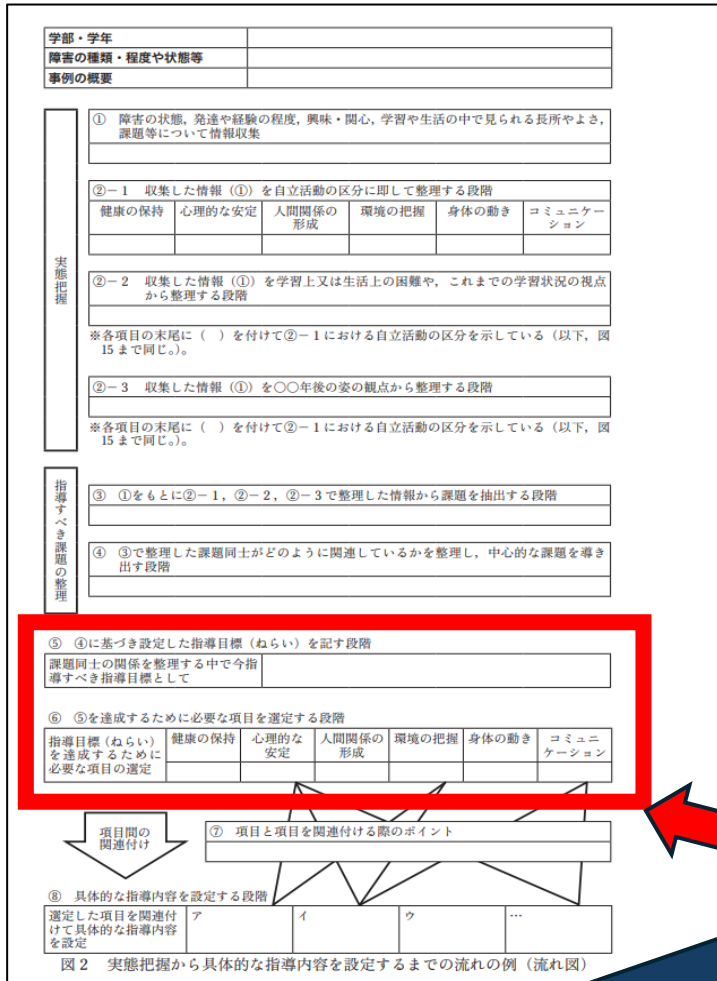 学部・学年
障害の種類・程度や状態等
事例の概要
実態把握
① 障害の状態，発達や経験の程度，興味・関心，学習や生活の中で見られる長所やよさ，
課題等について情報収集
②－1 収集した情報（①）を自立活動の区分に即して整理する段階
健康の保持 心理的な安定 人間関係の 環境の把握 身体の動き コミュニケー
形成 ション
②－2 収集した情報（①）を学習上又は生活上の困難や，これまでの学習状況の視点
から整理する段階
※各項目の末尾に（ ）を付けて②－1における自立活動の区分を示している（以下，図
15まで同じ。）。
②－3 収集した情報（①）を〇〇年後の姿の観点から整理する段階
※各項目の末尾に（ ）を付けて②－1における自立活動の区分を示している（以下，図
15まで同じ。）。
指導すべき課題の整理
③ ①をもとに②－1，②－2，②－3で整理した情報から課題を抽出する段階
④ ③で整理した課題同士がどのように関連しているかを整理し，中心的な課題を導き
出す段階
⑤ ④に基づき設定した指導目標（ねらい）を記す段階
課題同士の関係を整理する中で今指
導すべき指導目標として
⑥ ⑤を達成するために必要な項目を選定する段階
指導目標（ねらい）
を達成するために
必要な項目の選定
健康の保持 心理的な 人間関係の 環境の把握 身体の動き コミュニ
安定 形成 ケーション
項目間の
関連付け
⑦ 項目と項目を関連付ける際のポイント
⑧ 具体的な指導内容を設定する段階
選定した項目を関連付
けて具体的な指導内容
を設定
ア イ ウ …
図2 実態把握から具体的な指導内容を設定するまでの流れの例（流れ図）